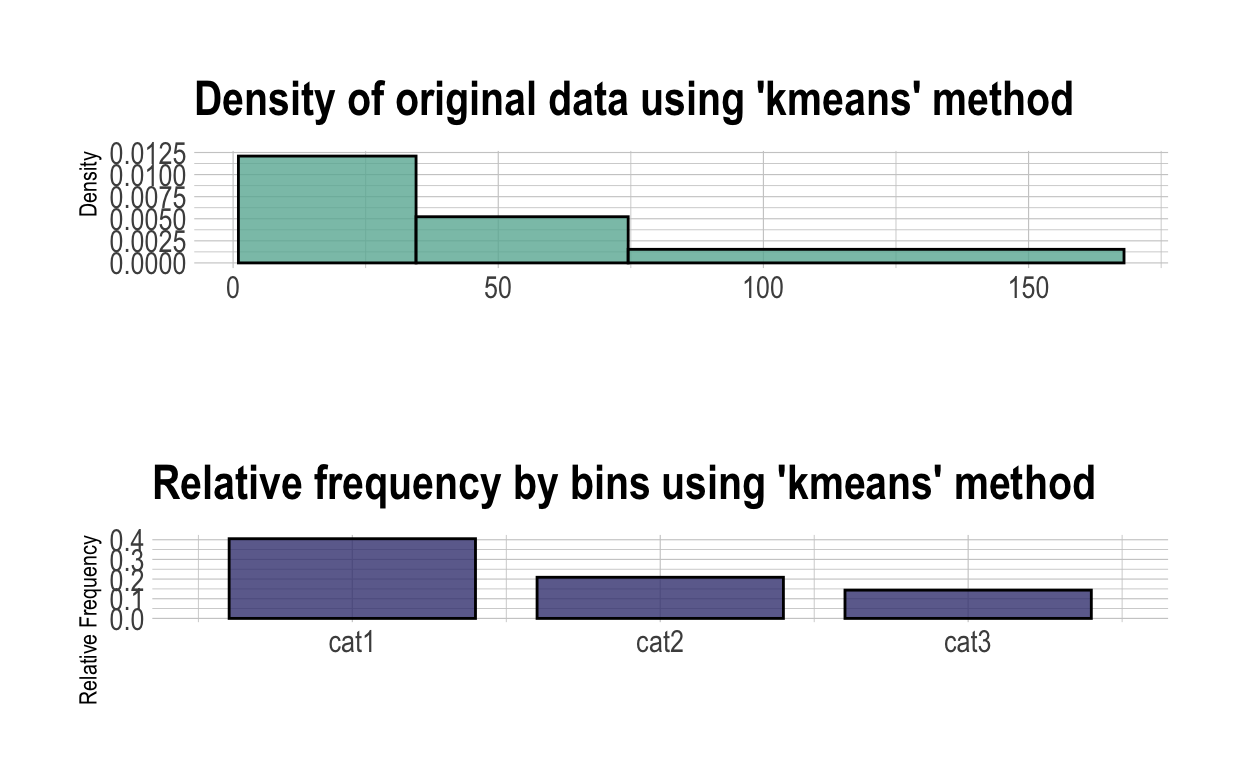 Density of original data using 'kmeans' method
Density
0.0125
0.0100
0.0075
0.0050
0.0025
0.0000
0 50 100 150
Relative frequency by bins using 'kmeans' method
Relative Frequency
0.4
0.3
0.2
0.1
0.0
cat1 cat2 cat3